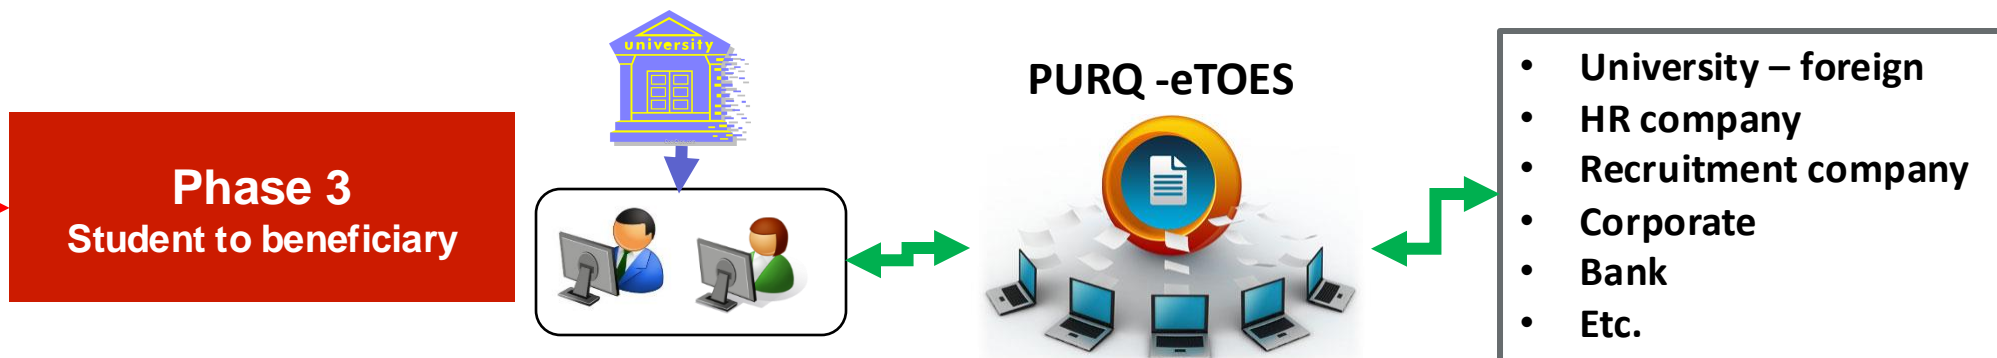 university
PURQ -eTOES
Phase 3
Student to beneficiary
• University – foreign
• HR company
• Recruitment company
• Corporate
• Bank
• Etc.